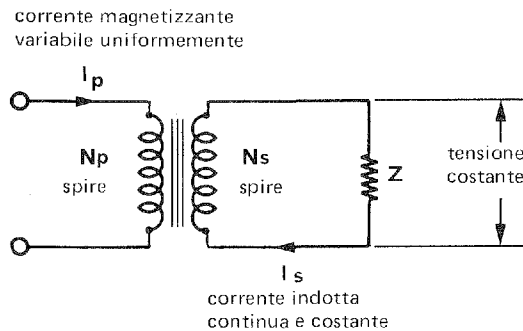 corrente magnetizzante
variabile uniformemente
Ip
Np
spire
Ns
spire
Z
tensione
costante
Is
corrente indotta
continua e costante